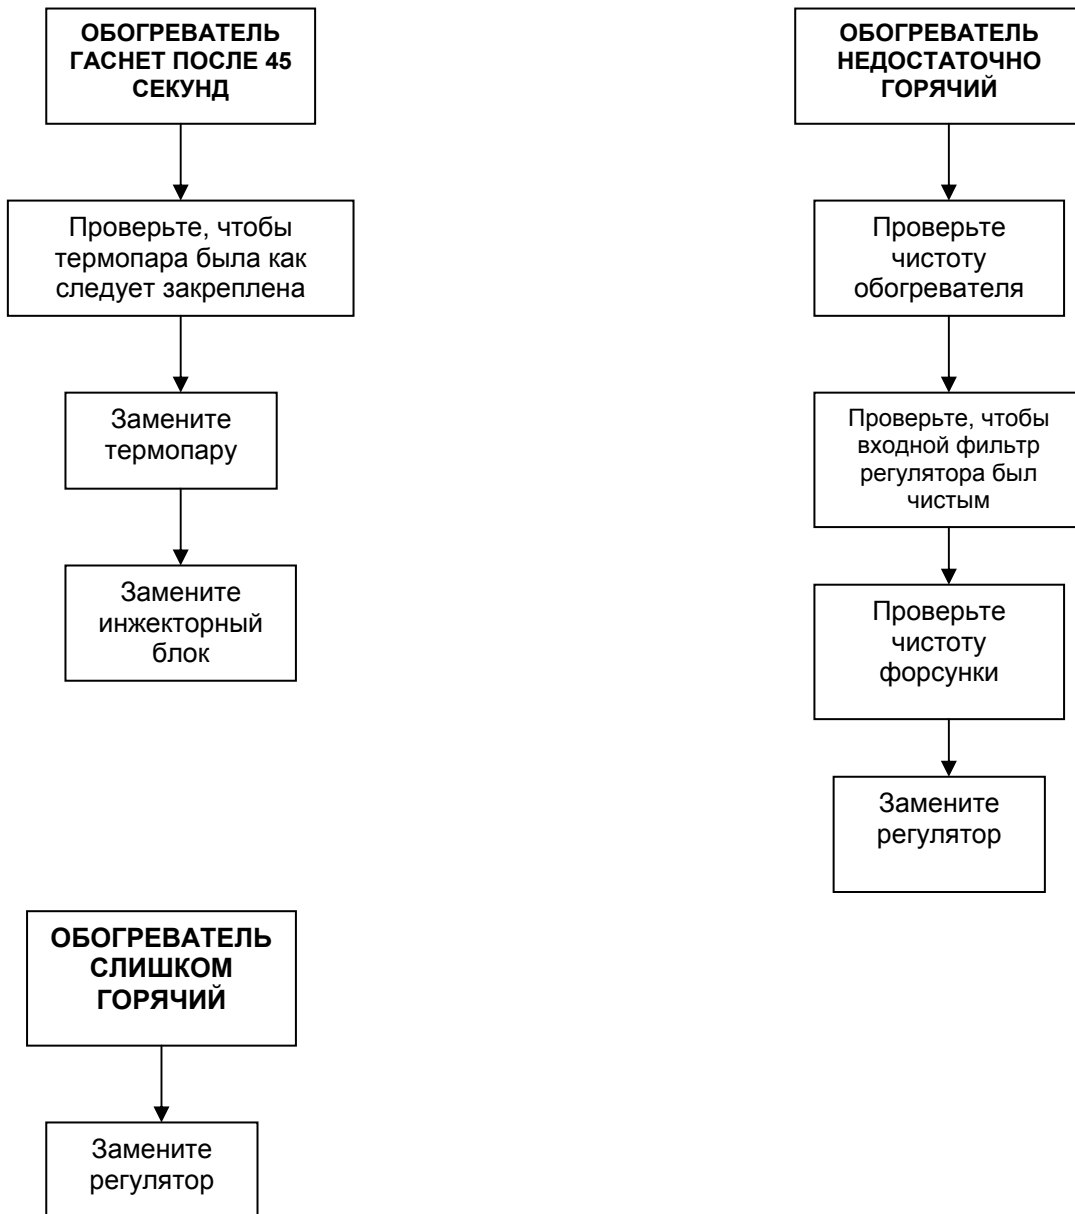 ОБОГРЕВАТЕЛЬ
ГАСНЕТ ПОСЛЕ 45
СЕКУНД
Проверьте, чтобы
термопара была как
следует закреплена
Замените
термопару
Замените
инжекторный
блок
ОБОГРЕВАТЕЛЬ
НЕДОСТАТОЧНО
ГОРЯЧИЙ
Проверьте
чистоту
обогревателя
Проверьте, чтобы
входной фильтр
регулятора был
чистым
Проверьте
чистоту
форсунки
Замените
регулятор
ОБОГРЕВАТЕЛЬ
СЛИШКОМ
ГОРЯЧИЙ
Замените
регулятор